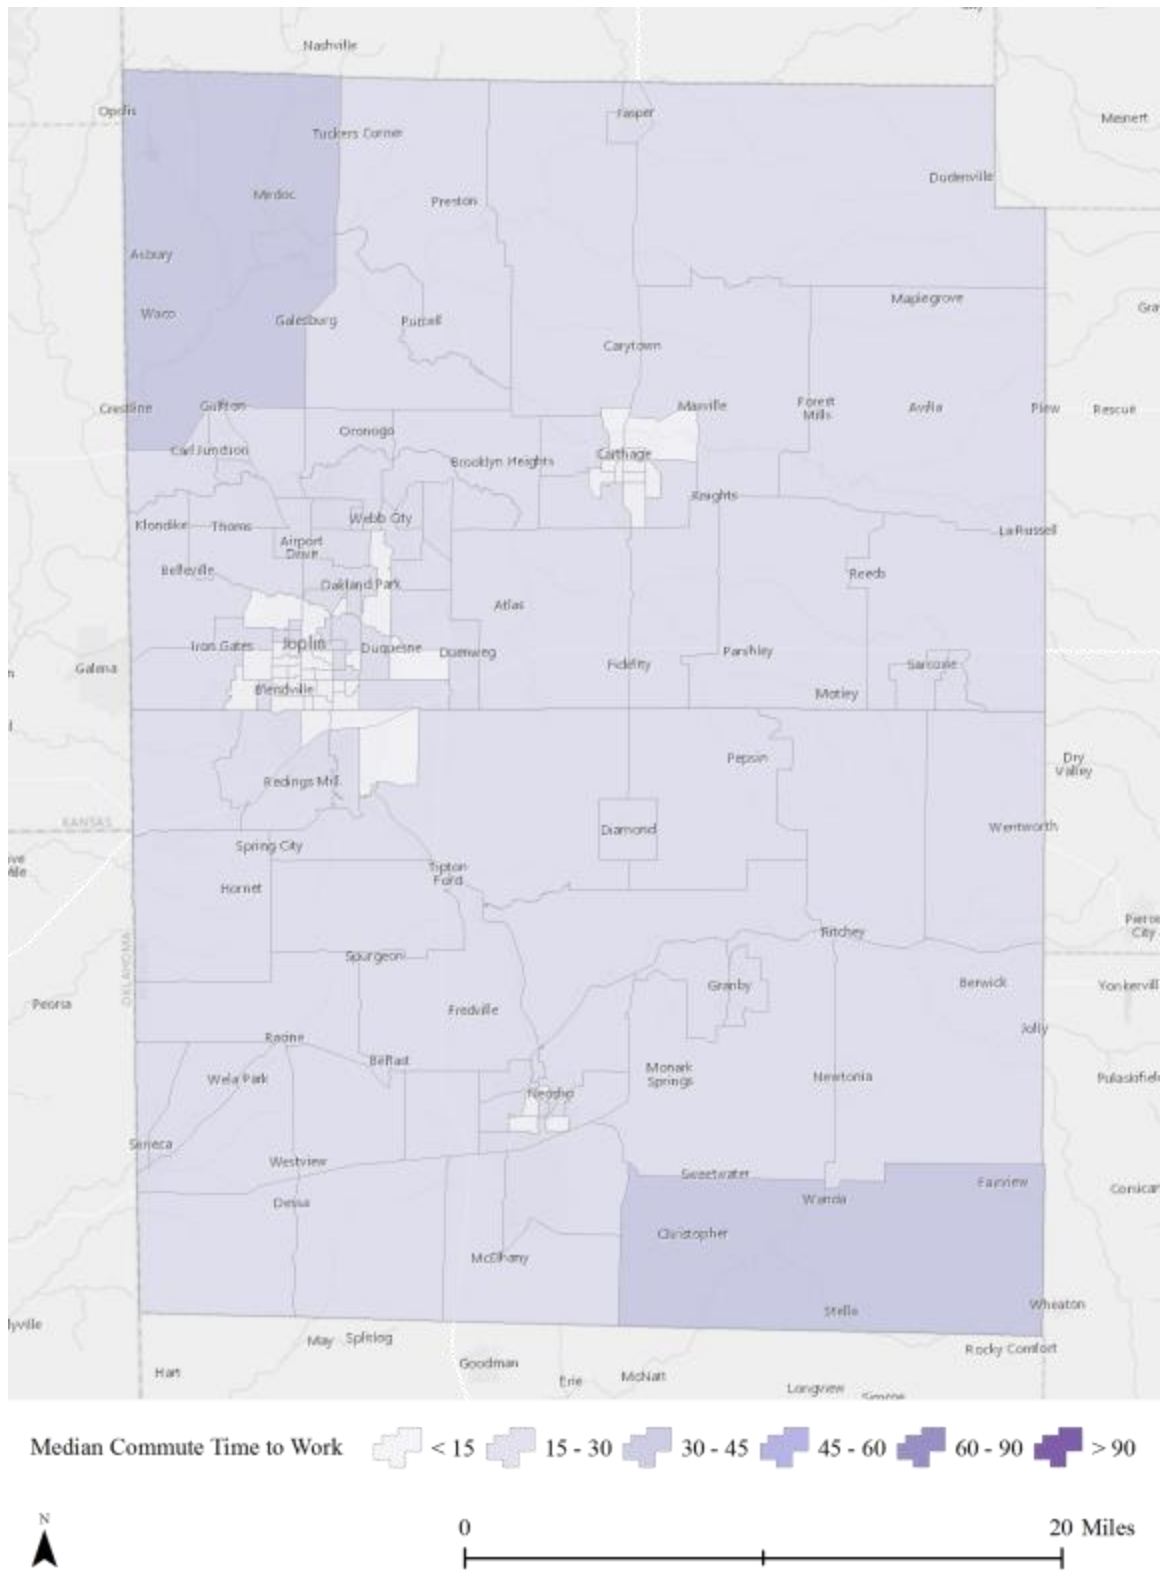 Nashville
Opolis
Jasper
Meinert
Tuckers Corner
Dudenville
Medoc
Preston
Asbury
Maplegrove
Waco
Galesburg
Purcell
Carytown
Crestline
Maxville
Forest
Mills
Avilla
Rescue
Oronogo
Carl Junction
Carthage
Brooklyn Heights
Knights
Klondike
Thoms
Webb City
La Russell
Airport
Drive
Belleville
Oakland Park
Reeds
Atlas
Iron Gates
Joplin
Duquesne
Duenweg
Parshley
Galena
Fidelity
Sarcoxie
Blendville
Motley
Pepsin
Dry
Valley
Redings Mill
KANSAS
Diamond
Wentworth
Spring City
Tipton
Ford
Hornet
OKLAHOMA
Ritchey
City
Spurgeon
Granby
Berwick
Peoria
Fredville
Jolly
Racine
Belfast
Monark
Springs
Wela Park
Newtonia
Neosho
Seneca
Westview
Sweetwater
Fairview
Dessa
Wanda
Christopher
McElhany
Stella
Wheaton
May
Splitlog
Rocky Comfort
Goodman
Hart
Erie
McNatt
Longview
Median Commute Time to Work < 15 15 - 30 30 - 45 45 - 60 60 - 90 > 90
N
0 20 Miles